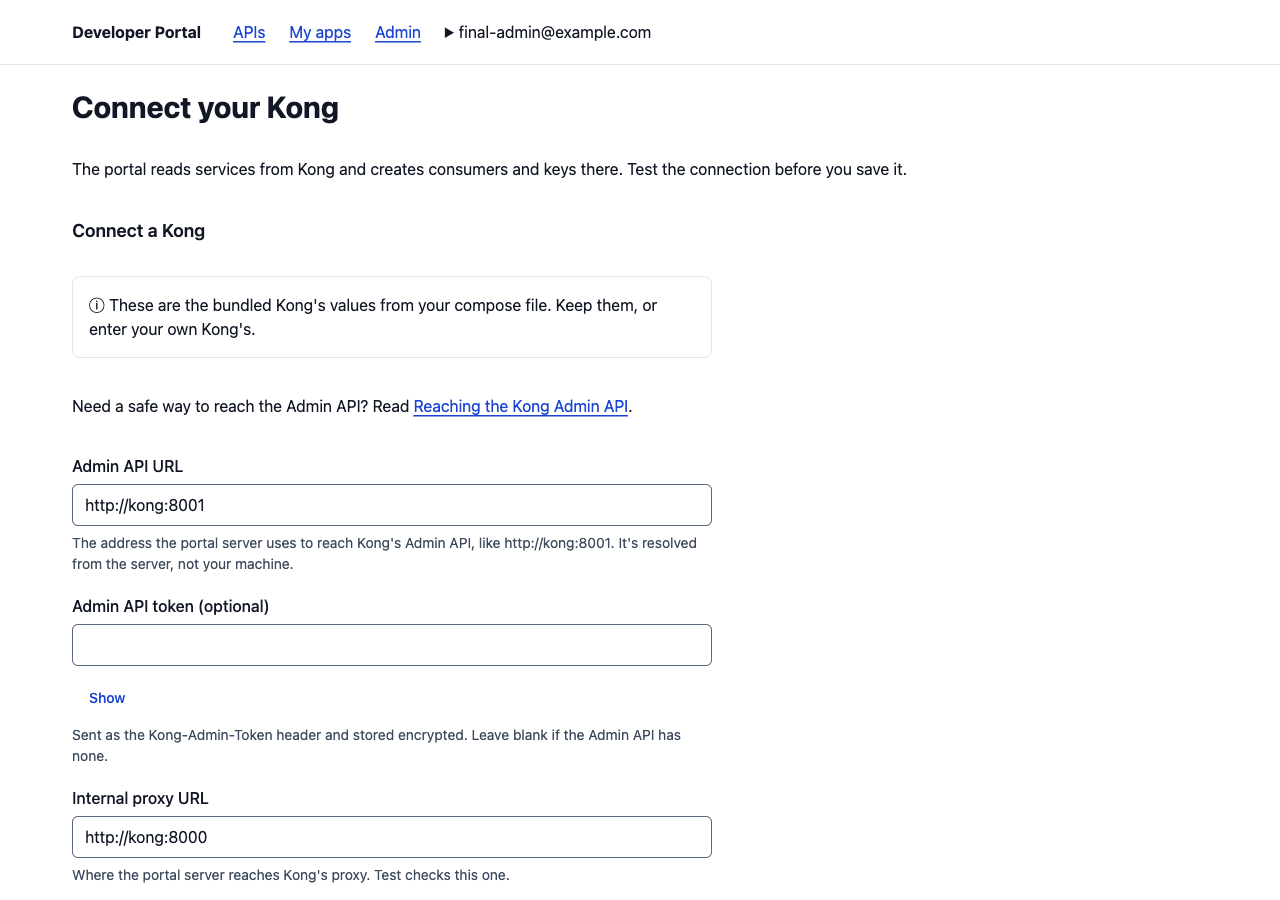 Developer Portal APIs My apps Admin ▶ final-admin@example.com
Connect your Kong
The portal reads services from Kong and creates consumers and keys there. Test the connection before you save it.
Connect a Kong
ⓘ These are the bundled Kong's values from your compose file. Keep them, or
enter your own Kong's.
Need a safe way to reach the Admin API? Read Reaching the Kong Admin API.
Admin API URL
http://kong:8001
The address the portal server uses to reach Kong's Admin API, like http://kong:8001. It's resolved
from the server, not your machine.
Admin API token (optional)
Show
Sent as the Kong-Admin-Token header and stored encrypted. Leave blank if the Admin API has
none.
Internal proxy URL
http://kong:8000
Where the portal server reaches Kong's proxy. Test checks this one.